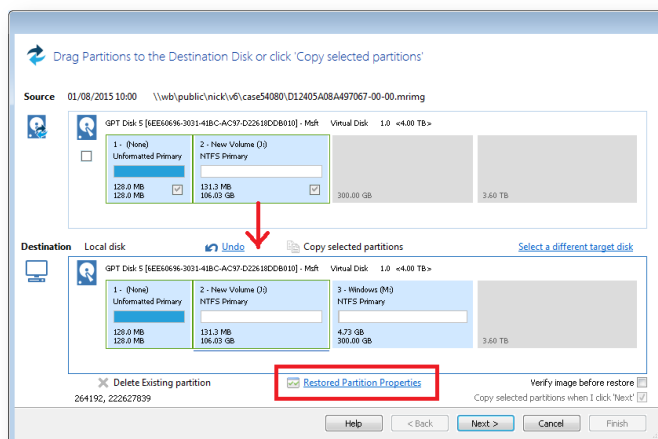 Drag Partitions to the Destination Disk or click 'Copy selected partitions'
Source 01/08/2015 10:00 \\wb\public\nick\v6\case54080\D12405A08A497067-00-00.mrimg
GPT Disk 5 [6EE60696-3031-41BC-AC97-D22618DDB010] - Msft Virtual Disk 1.0 <4.00 TB>
1 - (None)
Unformatted Primary
128.0 MB
128.0 MB
2 - New Volume (J:)
NTFS Primary
131.3 MB
106.03 GB
300.00 GB
3.60 TB
Destination Local disk Undo Copy selected partitions Select a different target disk
GPT Disk 5 [6EE60696-3031-41BC-AC97-D22618DDB010] - Msft Virtual Disk 1.0 <4.00 TB>
1 - (None)
Unformatted Primary
128.0 MB
128.0 MB
2 - New Volume (J:)
NTFS Primary
131.3 MB
106.03 GB
3 - Windows (M:)
NTFS Primary
4.73 GB
300.00 GB
3.60 TB
Delete Existing partition Restored Partition Properties Verify image before restore
264192, 222627839 Copy selected partitions when I click 'Next'
Help < Back Next > Cancel Finish